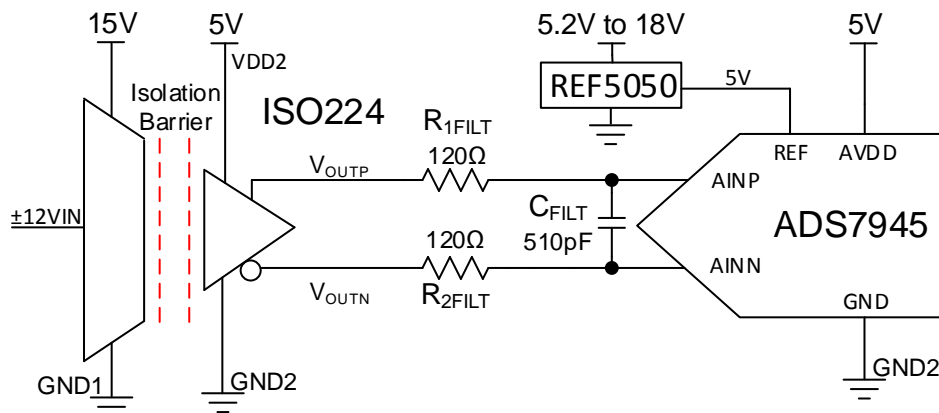 15V
5V
5.2V to 18V
5V
VDD2
Isolation
Barrier
ISO224
REF5050
5V
R1FILT
120Ω
REF
AVDD
VOUTP
AINP
CFILT
510pF
ADS7945
±12VIN
120Ω
AINN
VOUTN
R2FILT
GND
GND1
GND2
GND2